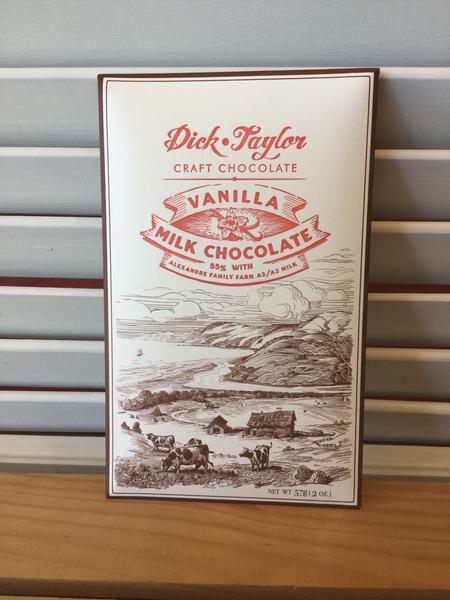 Dick • Taylor
CRAFT CHOCOLATE
VANILLA
MILK CHOCOLATE
55% WITH
ALEXANDRE FAMILY FARM A2/A2 MILK
NET WT 57g (2 OZ.)